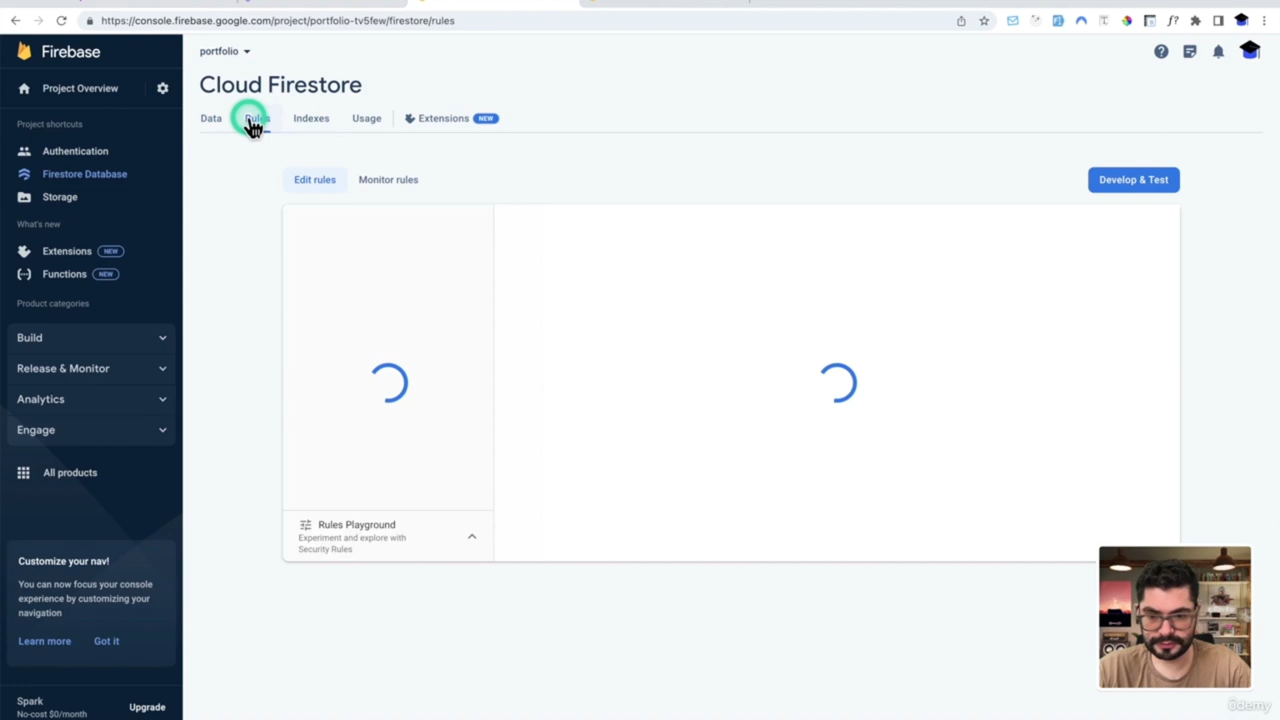 https://console.firebase.google.com/project/portfolio-tv5few/firestore/rules
Firebase
Project Overview
Project shortcuts
Authentication
Firestore Database
Storage
What's new
Extensions NEW
Functions NEW
Product categories
Build
Release & Monitor
Analytics
Engage
All products
Customize your nav!
You can now focus your console
experience by customizing your
navigation
Learn more Got it
Spark
No-cost $0/month
Upgrade
portfolio
Cloud Firestore
Data Rules Indexes Usage Extensions NEW
Edit rules Monitor rules Develop & Test
Rules Playground
Experiment and explore with
Security Rules
ûdemy